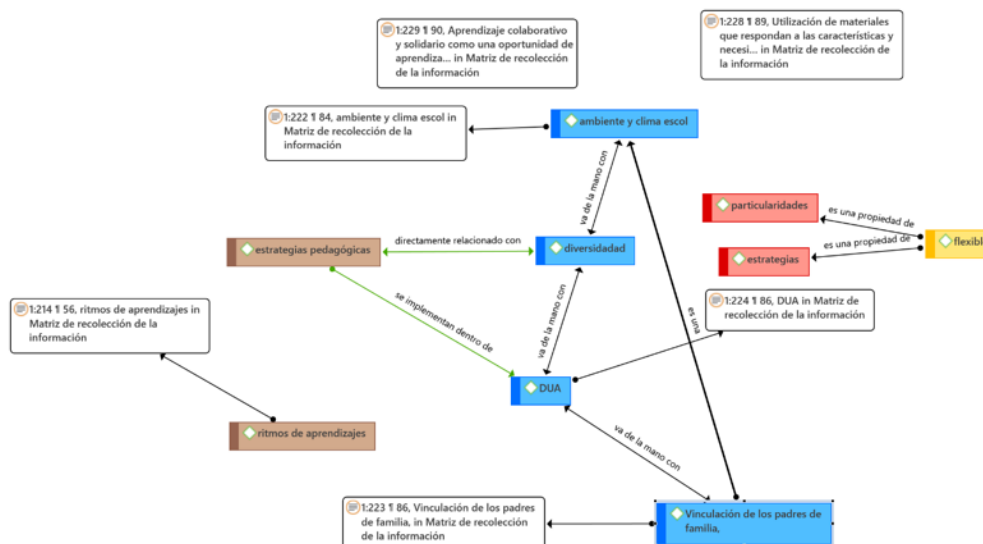 1:229 ¶ 90, Aprendizaje colaborativo
y solidario como una oportunidad de
aprendiza... in Matriz de recolección
de la información
1:228 ¶ 89, Utilización de materiales
que respondan a las características y
necesi... in Matriz de recolección de
la información
1:222 ¶ 84, ambiente y clima escol in
Matriz de recolección de la
información
ambiente y clima escol
va de la mano con
particularidades
es una propiedad de
estrategias pedagógicas
directamente relacionado con
diversidadad
es una propiedad de
flexible
estrategias
1:214 ¶ 56, ritmos de aprendizajes in
Matriz de recolección de la
información
se implementan dentro de
va de la mano con
es una
1:224 ¶ 86, DUA in Matriz de
recolección de la información
DUA
ritmos de aprendizajes
va de la mano con
1:223 ¶ 86, Vinculación de los padres
de familia, in Matriz de recolección
de la información
Vinculación de los padres de
familia,